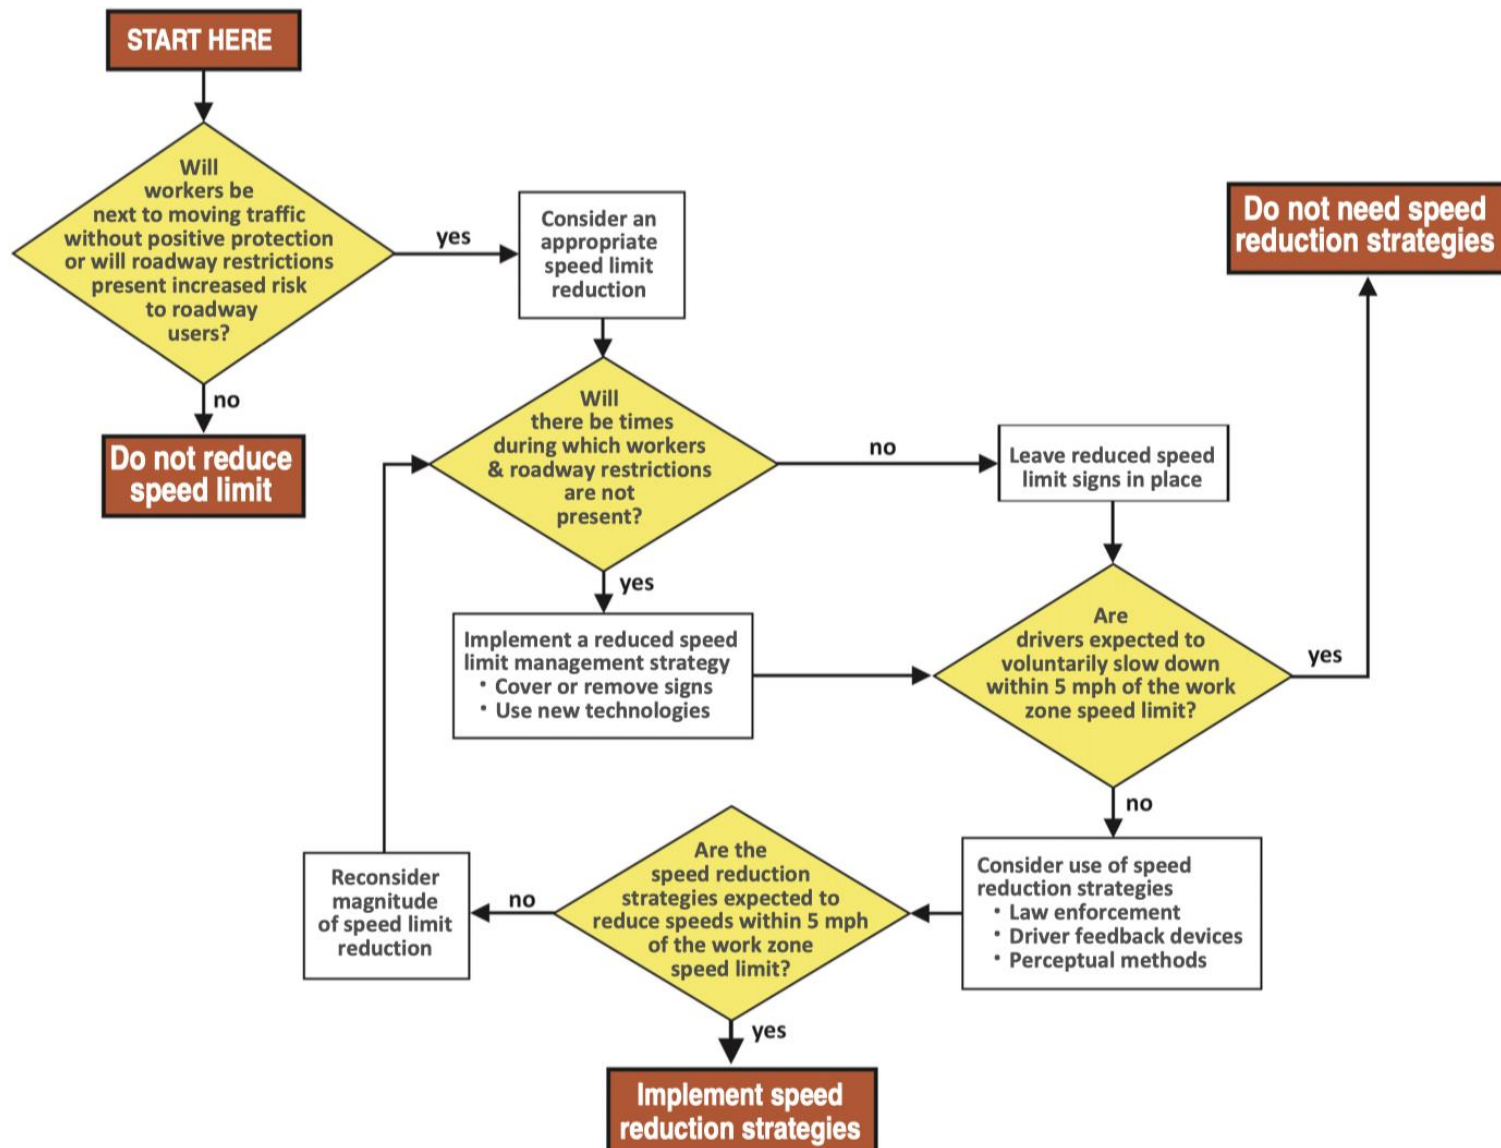 START HERE
Will
workers be
next to moving traffic
without positive protection
or will roadway restrictions
present increased risk
to roadway
users?
yes
no
Do not reduce
speed limit
Consider an
appropriate
speed limit
reduction
Will
there be times
during which workers
& roadway restrictions
are not
present?
no
yes
Leave reduced speed
limit signs in place
Implement a reduced speed
limit management strategy
• Cover or remove signs
• Use new technologies
Are
drivers expected to
voluntarily slow down
within 5 mph of the work
zone speed limit?
yes
no
Do not need speed
reduction strategies
Consider use of speed
reduction strategies
• Law enforcement
• Driver feedback devices
• Perceptual methods
Are the
speed reduction
strategies expected to
reduce speeds within 5 mph
of the work zone
speed limit?
no
yes
Reconsider
magnitude
of speed limit
reduction
Implement speed
reduction strategies